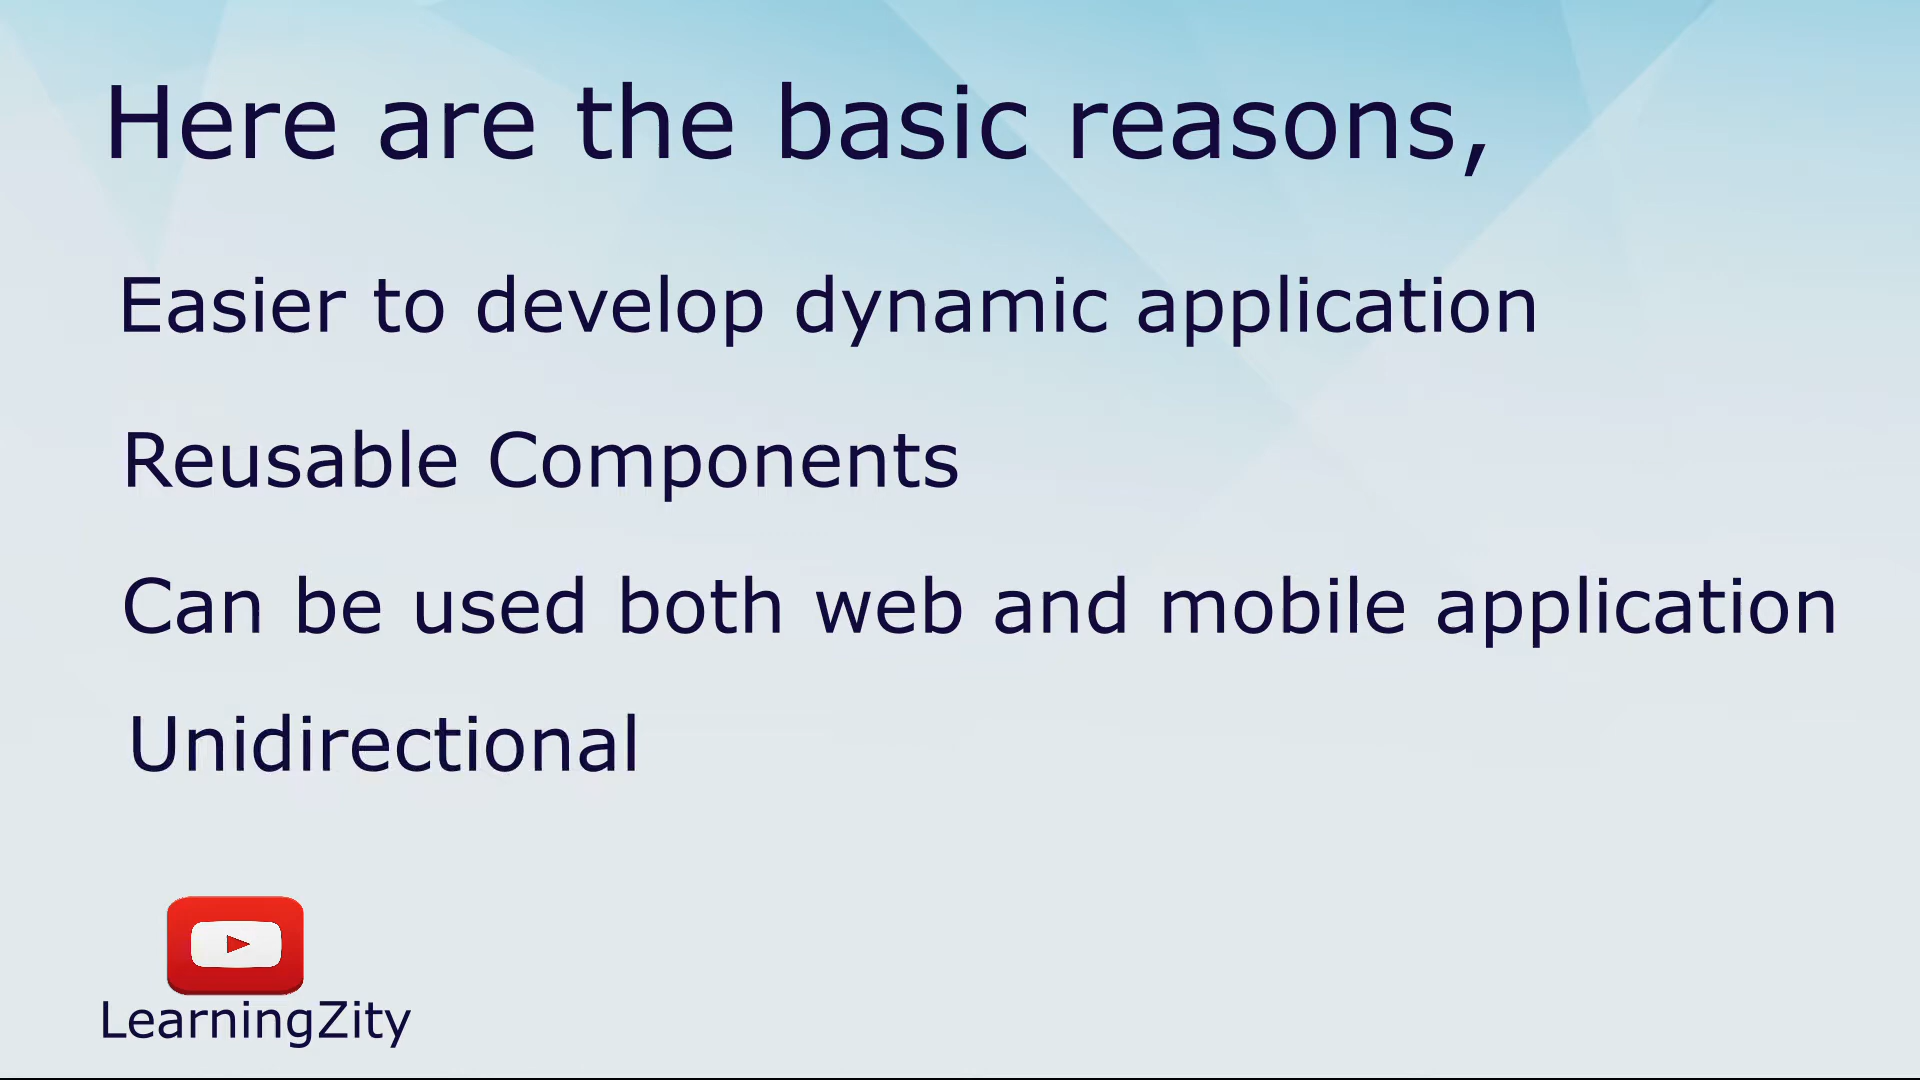 Here are the basic reasons,
Easier to develop dynamic application
Reusable Components
Can be used both web and mobile application
Unidirectional
LearningZity